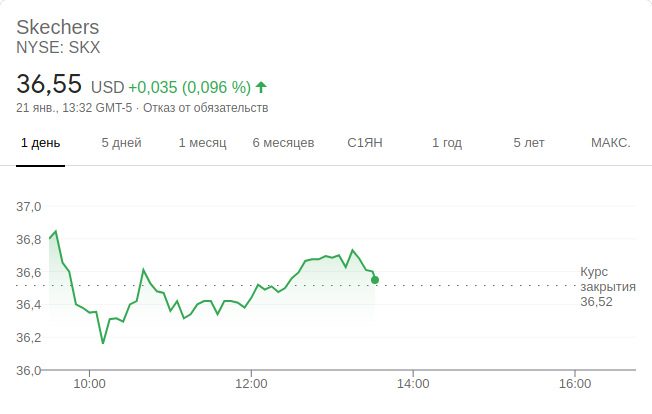 Skechers
NYSE: SKX
36,55 USD +0,035 (0,096 %)
21 янв., 13:32 GMT-5 · Отказ от обязательств
1 день 5 дней 1 месяц 6 месяцев С1ЯН 1 год 5 лет МАКС.
37,0
36,8
36,6
36,4
36,2
36,0
Курс
закрытия
36,52
10:00 12:00 14:00 16:00